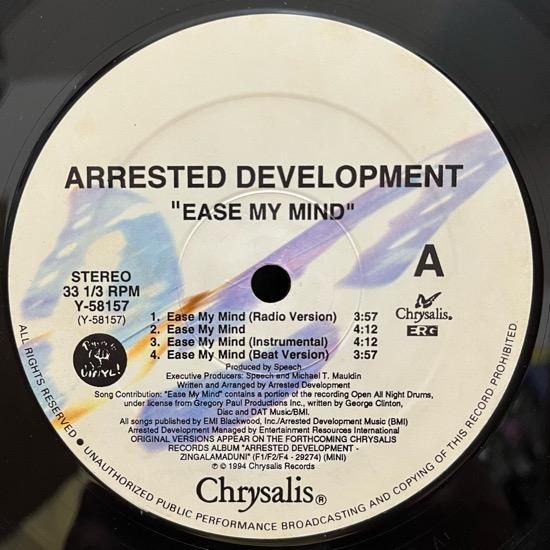 ARRESTED DEVELOPMENT
"EASE MY MIND"
STEREO
33 1/3 RPM
Y-58157
(Y-58157)
A
1. Ease My Mind (Radio Version) 3:57
2. Ease My Mind 4:12
3. Ease My Mind (Instrumental) 4:12
4. Ease My Mind (Beat Version) 3:57
Chrysalis®
ERG
VINYL!
Produced by Speech
Executive Producers: Speech and Michael T. Mauldin
Written and Arranged by Arrested Development
Song Contribution: "Ease My Mind" contains a portion of the recording Open All Night Drums,
under license from Gregory Paul Productions Inc., written by George Clinton,
Disc and DAT Music/BMI.
All songs published by EMI Blackwood, Inc./Arrested Development Music (BMI)
Arrested Development Managed by Entertainment Resources International
ORIGINAL VERSIONS APPEAR ON THE FORTHCOMING CHRYSALIS
RECORDS ALBUM "ARRESTED DEVELOPMENT -
ZINGALAMADUNI" (F1/F2/F4 - 29274) (MINI)
℗ © 1994 Chrysalis Records
Chrysalis®
ALL RIGHTS RESERVED • UNAUTHORIZED PUBLIC PERFORMANCE BROADCASTING AND COPYING OF THIS RECORD PROHIBITED.